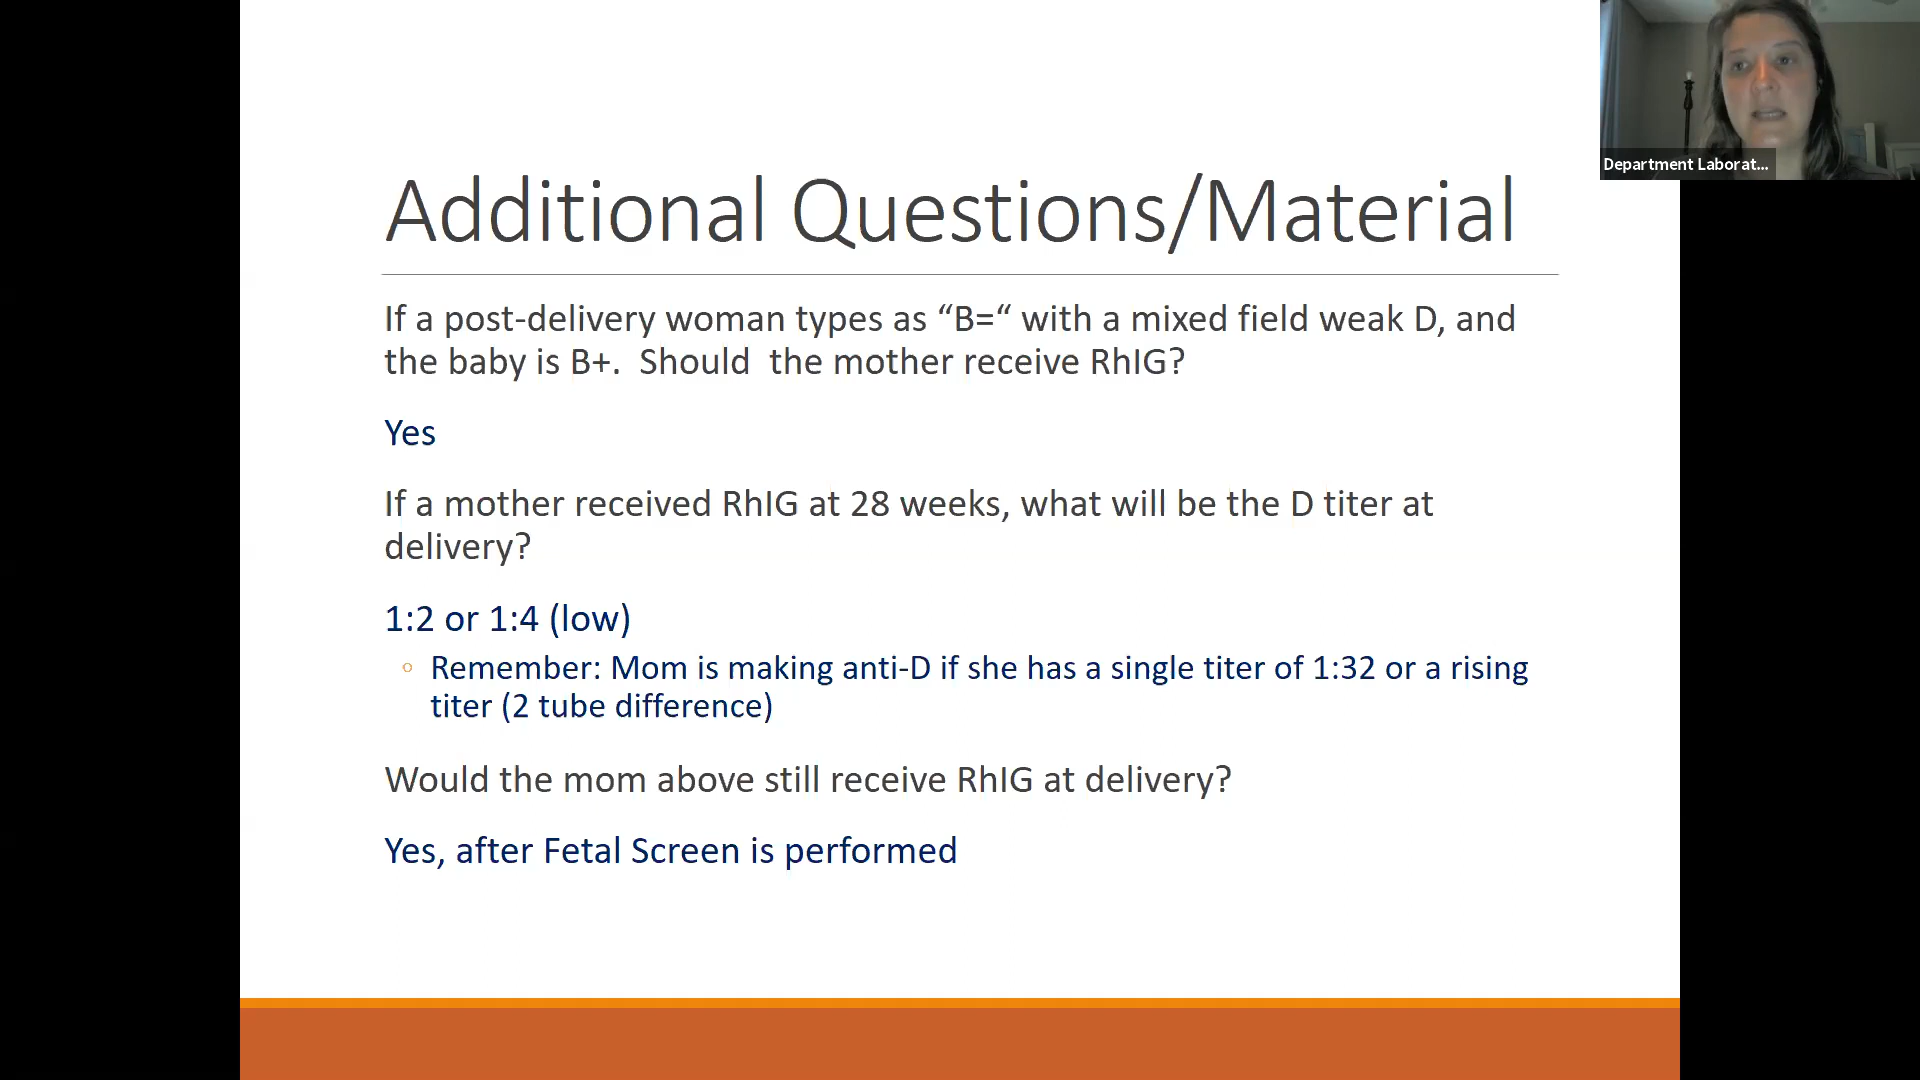 Department Laborat...
Additional Questions/Material
If a post-delivery woman types as “B=“ with a mixed field weak D, and
the baby is B+.  Should  the mother receive RhIG?
Yes
If a mother received RhIG at 28 weeks, what will be the D titer at
delivery?
1:2 or 1:4 (low)
◦ Remember: Mom is making anti-D if she has a single titer of 1:32 or a rising
titer (2 tube difference)
Would the mom above still receive RhIG at delivery?
Yes, after Fetal Screen is performed